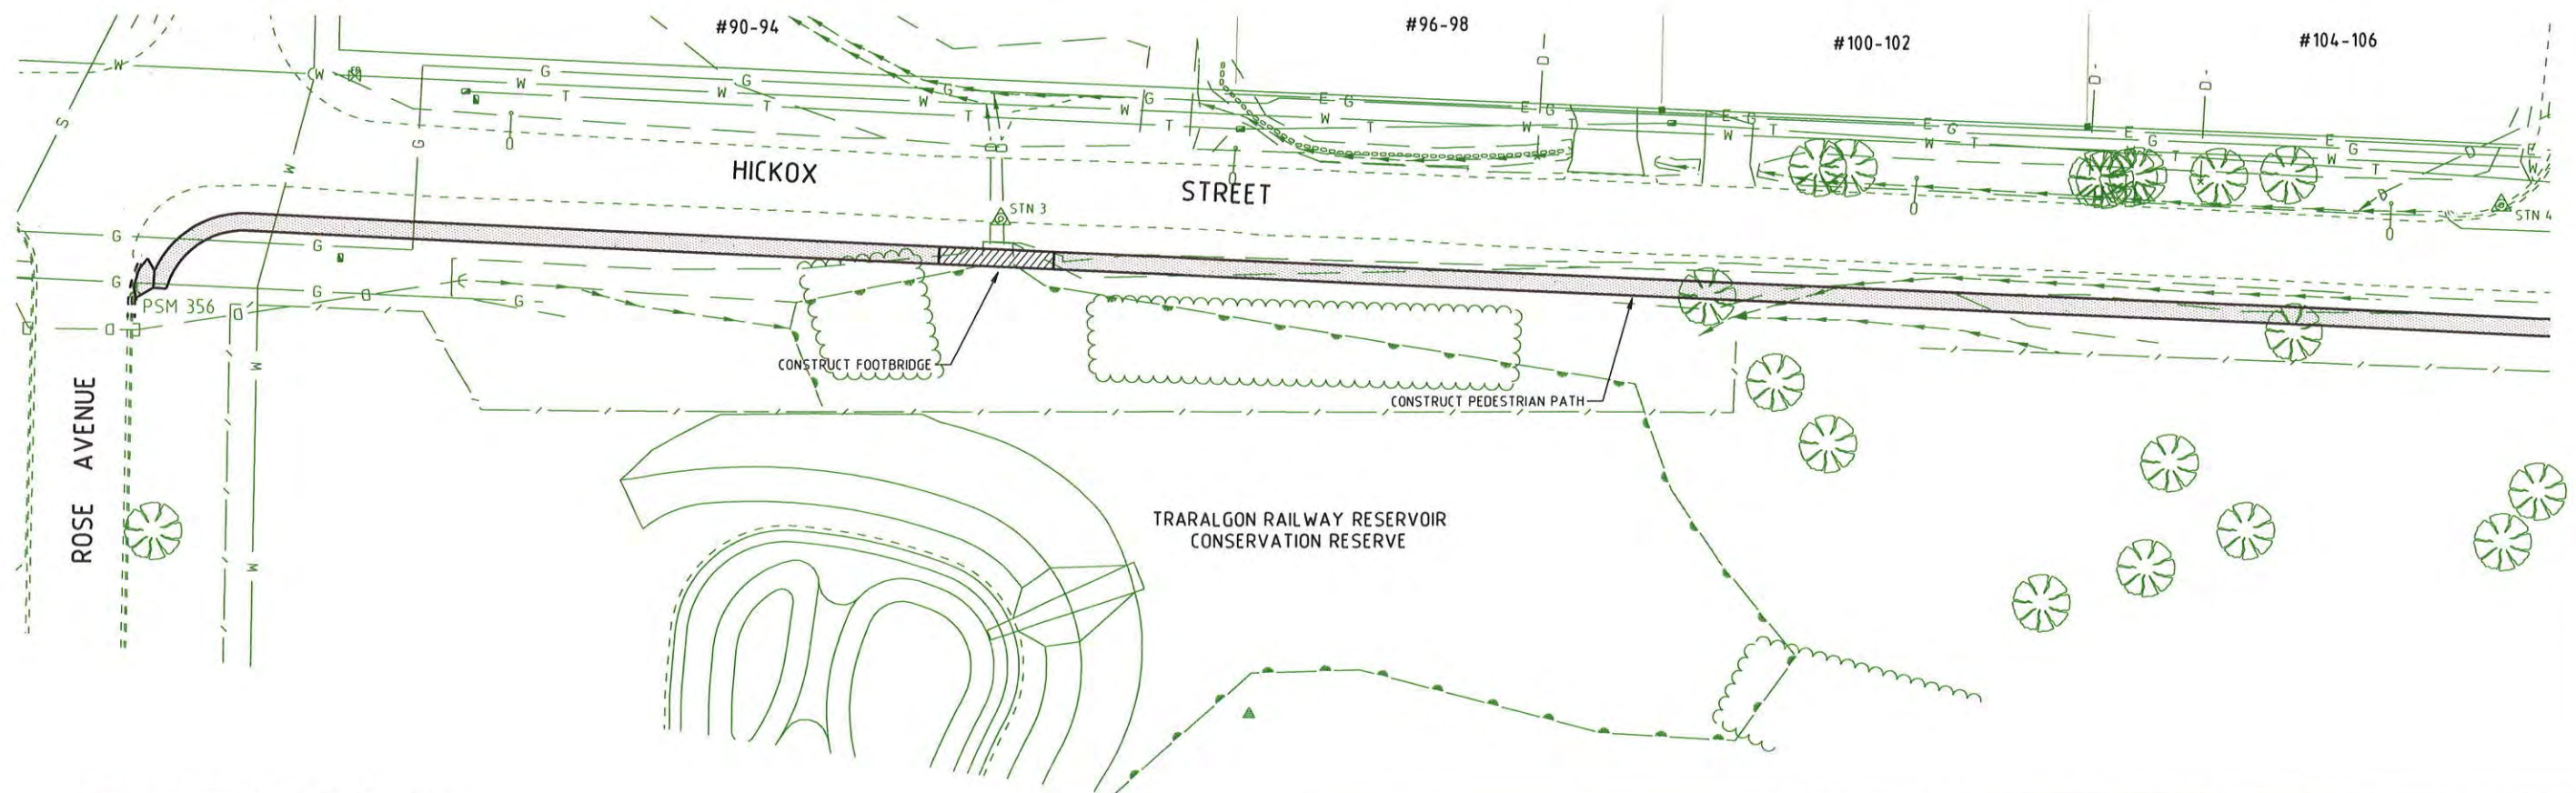 #90-94
#96-98
#100-102
#104-106
HICKOX STREET
STN 3
STN 4
PSM 356
CONSTRUCT FOOTBRIDGE
CONSTRUCT PEDESTRIAN PATH
ROSE AVENUE
TRARALGON RAILWAY RESERVOIR
CONSERVATION RESERVE